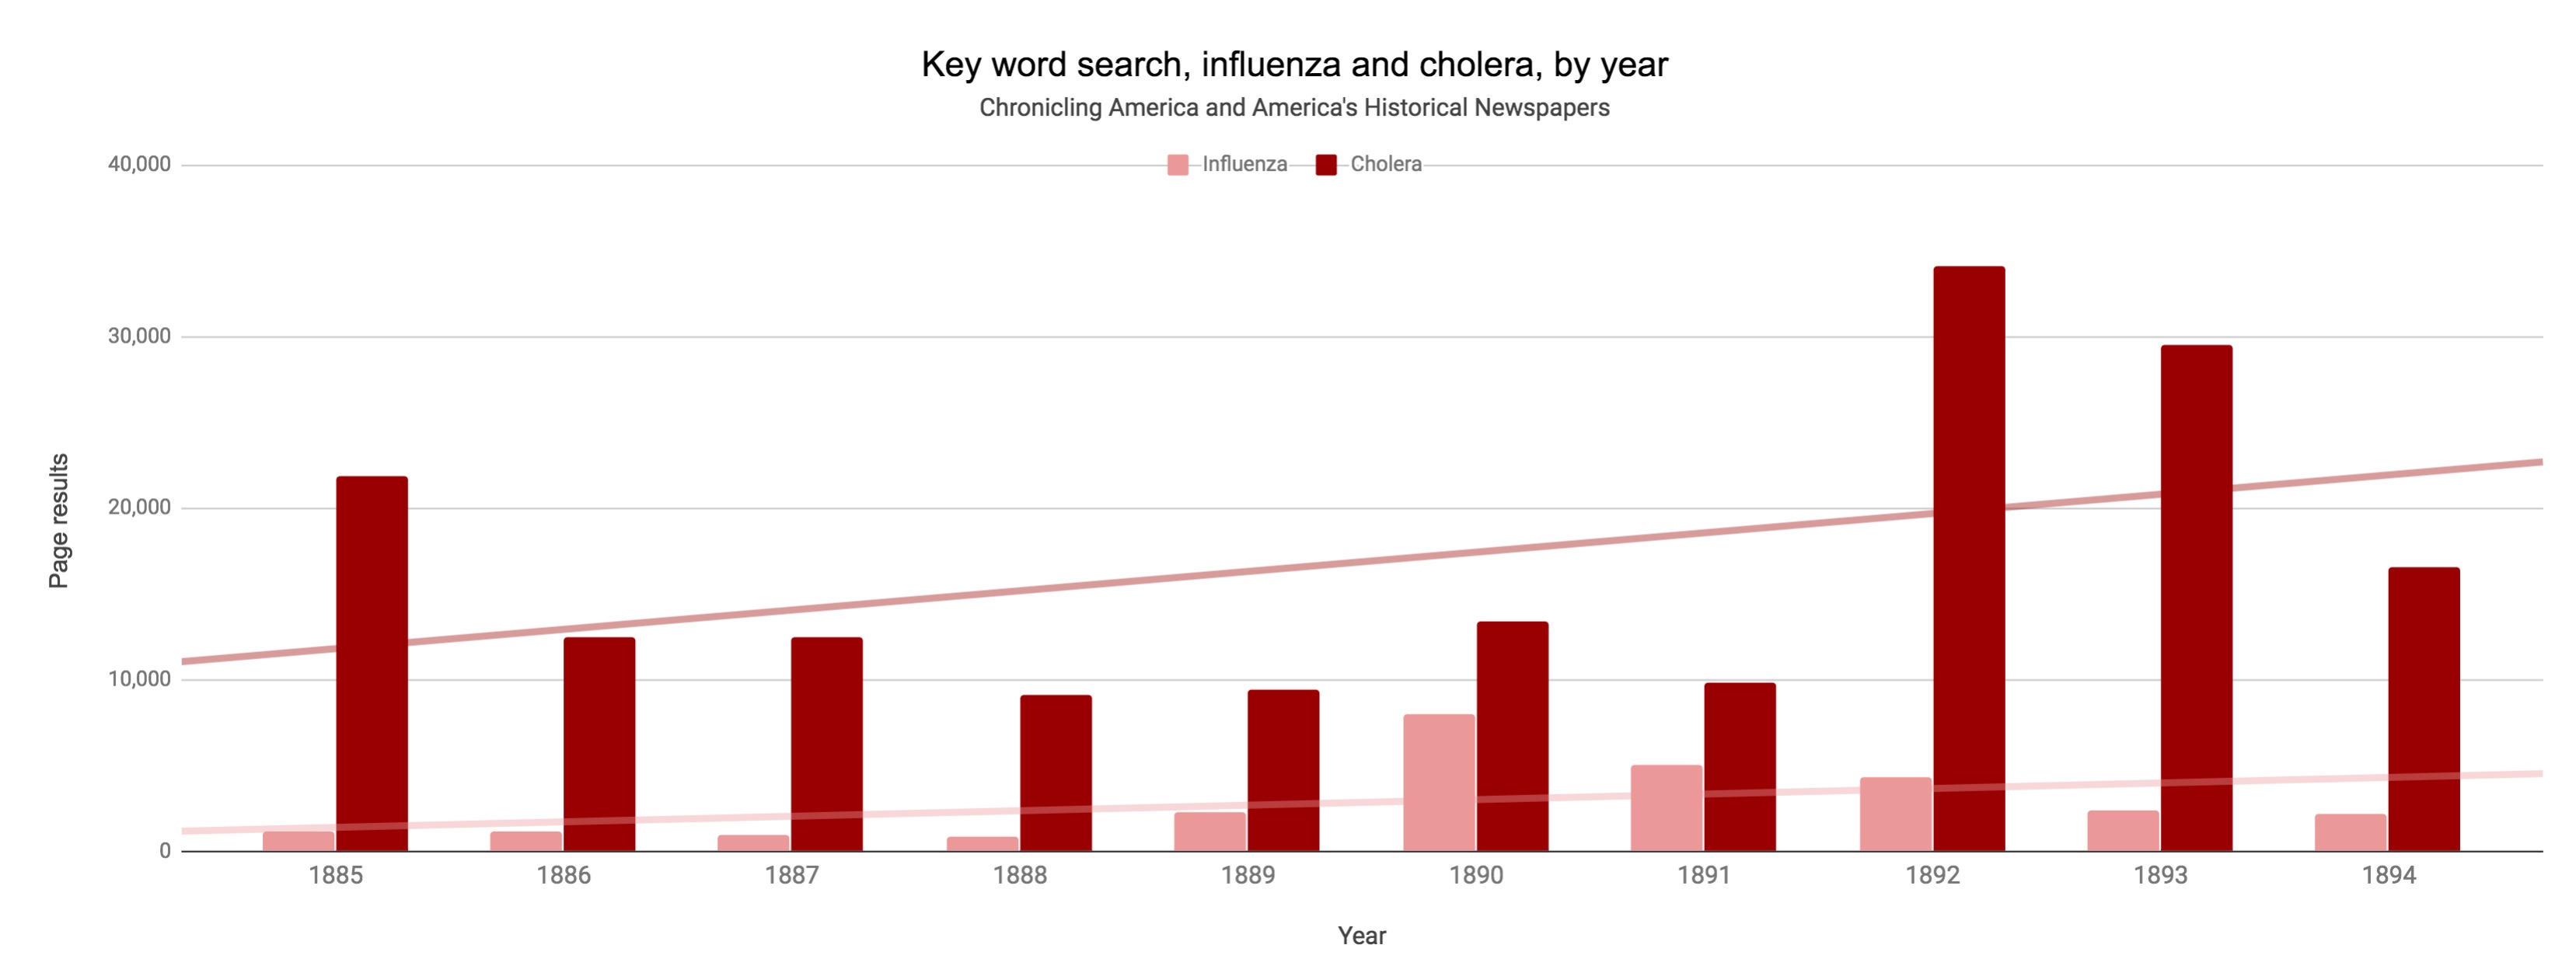 Key word search, influenza and cholera, by year
Chronicling America and America's Historical Newspapers
Influenza Cholera
40,000
30,000
20,000
10,000
0
Page results
1885 1886 1887 1888 1889 1890 1891 1892 1893 1894
Year